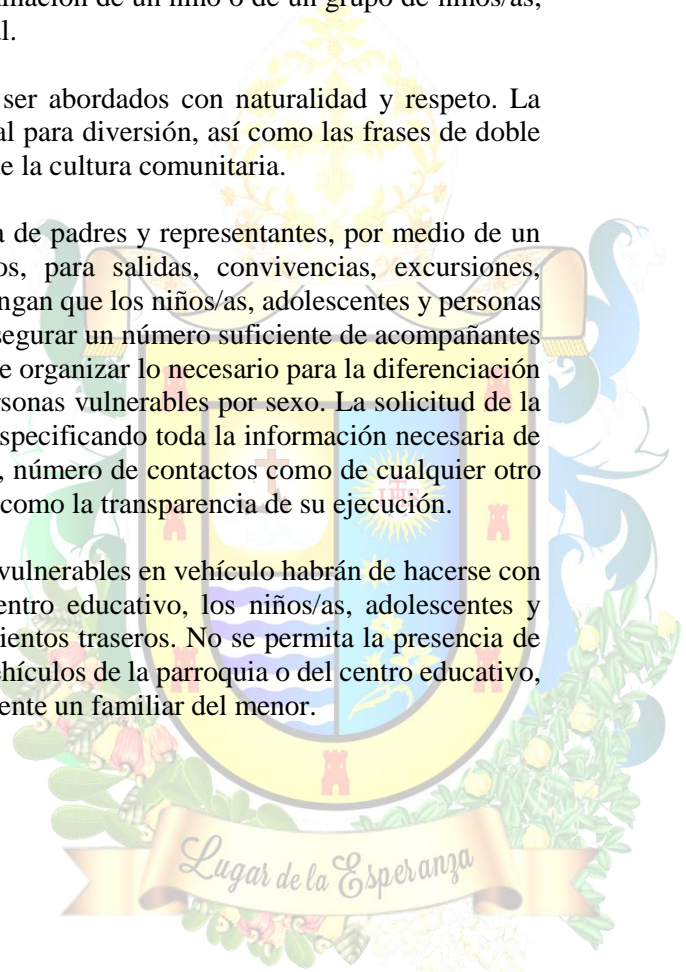 inación de un niño o de un grupo de niños/as,
al.
ser abordados con naturalidad y respeto. La
al para diversión, así como las frases de doble
e la cultura comunitaria.
a de padres y representantes, por medio de un
os, para salidas, convivencias, excursiones,
ngan que los niños/as, adolescentes y personas
segurar un número suficiente de acompañantes
e organizar lo necesario para la diferenciación
ersonas vulnerables por sexo. La solicitud de la
specificando toda la información necesaria de
, número de contactos como de cualquier otro
como la transparencia de su ejecución.
vulnerables en vehículo habrán de hacerse con
entro educativo, los niños/as, adolescentes y
ientos traseros. No se permita la presencia de
ehículos de la parroquia o del centro educativo,
ente un familiar del menor.
IHS
Lugar de la Esperanza